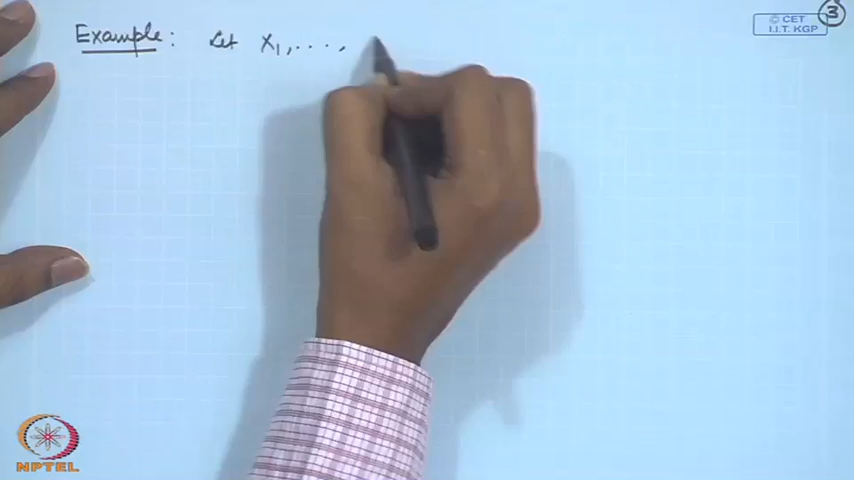 Example: Let X₁, ....,
© CET
I.I.T. KGP
3
NPTEL